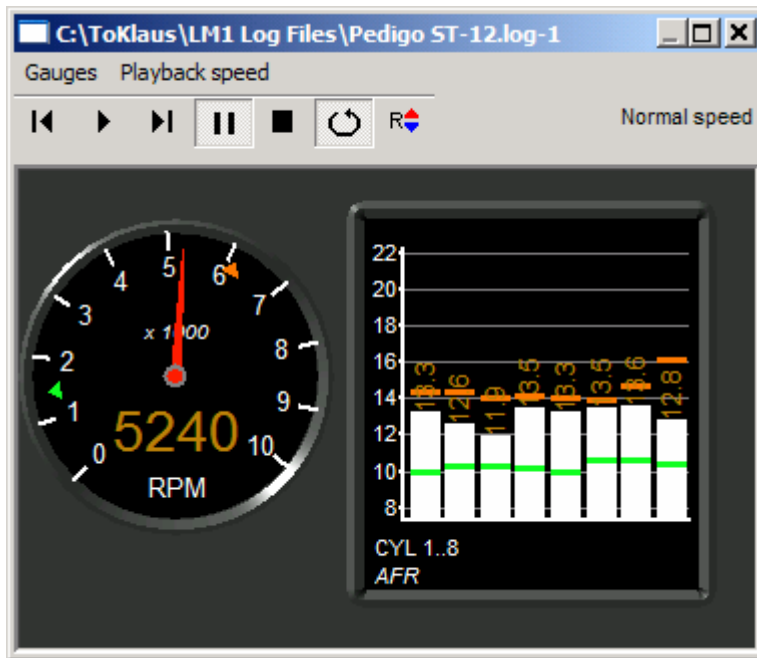 C:\ToKlaus\LM1 Log Files\Pedigo ST-12.log-1
Gauges Playback speed
R Normal speed
0 1 2 3 4 5 6 7 8 9 10
x 1000
5240
RPM
22
20
18
16
14
12
10
8
13.3 12.6 11.9 13.5 13.3 13.5 13.6 12.8
CYL 1..8
AFR